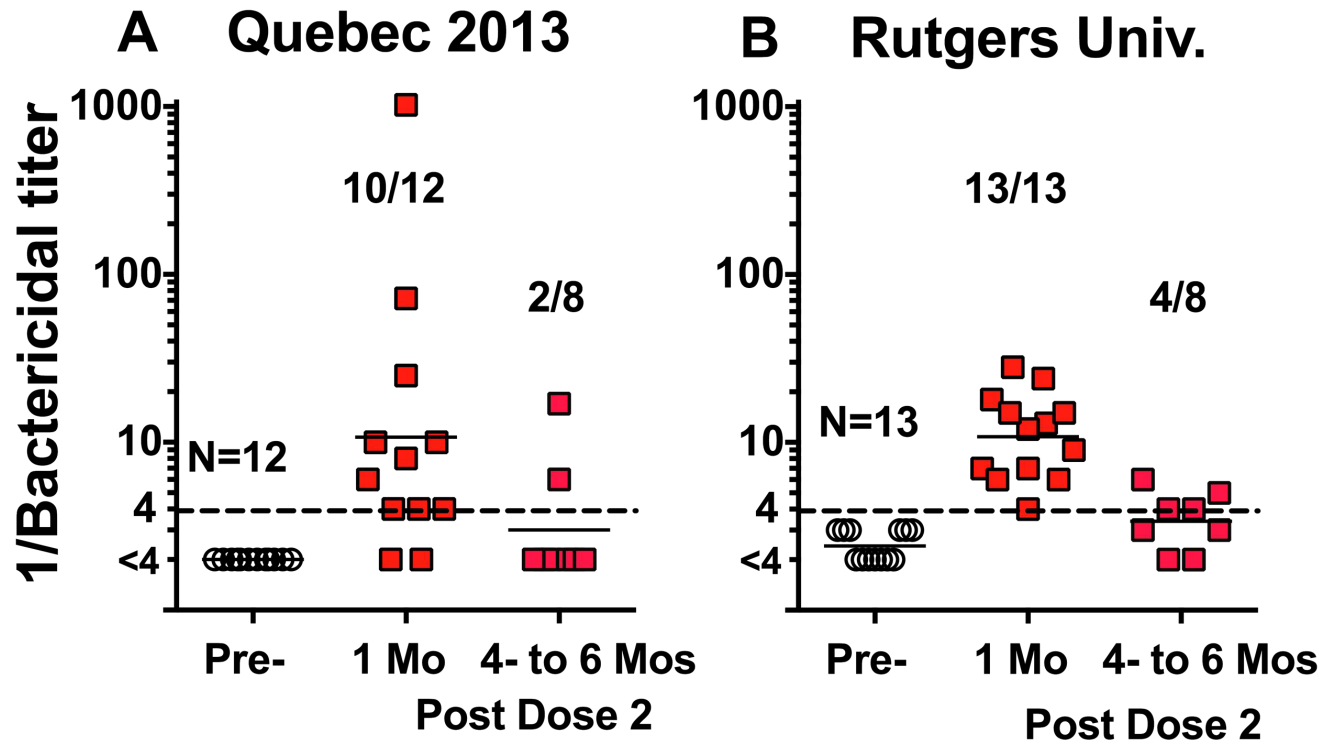 A Quebec 2013
1/Bactericidal titer
1000
100
10
4
<4
10/12
2/8
N=12
Pre-
1 Mo
4- to 6 Mos
Post Dose 2
B Rutgers Univ.
1000
100
10
4
<4
13/13
4/8
N=13
Pre-
1 Mo
4- to 6 Mos
Post Dose 2